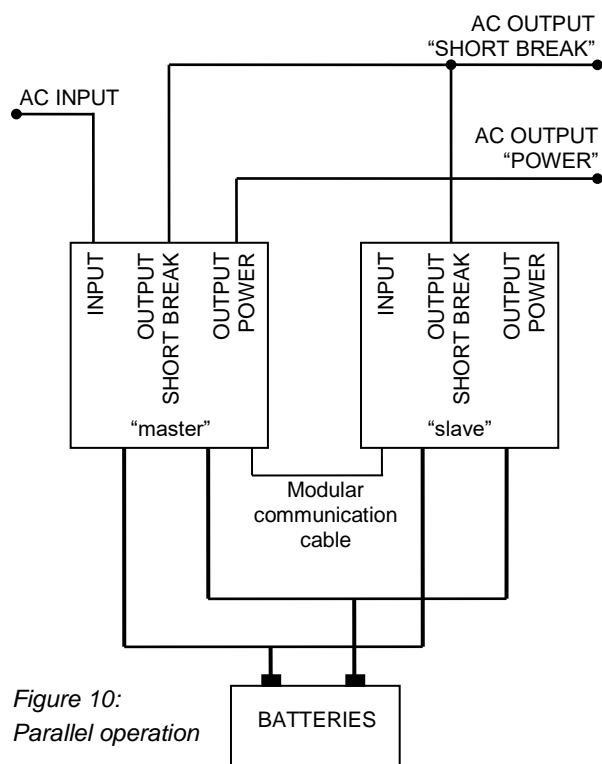 AC OUTPUT
“SHORT BREAK”
AC INPUT
AC OUTPUT
“POWER”
INPUT
OUTPUT
SHORT BREAK
OUTPUT
POWER
“master”
INPUT
OUTPUT
SHORT BREAK
OUTPUT
POWER
“slave”
Modular
communication
cable
BATTERIES
Figure 10:
Parallel operation